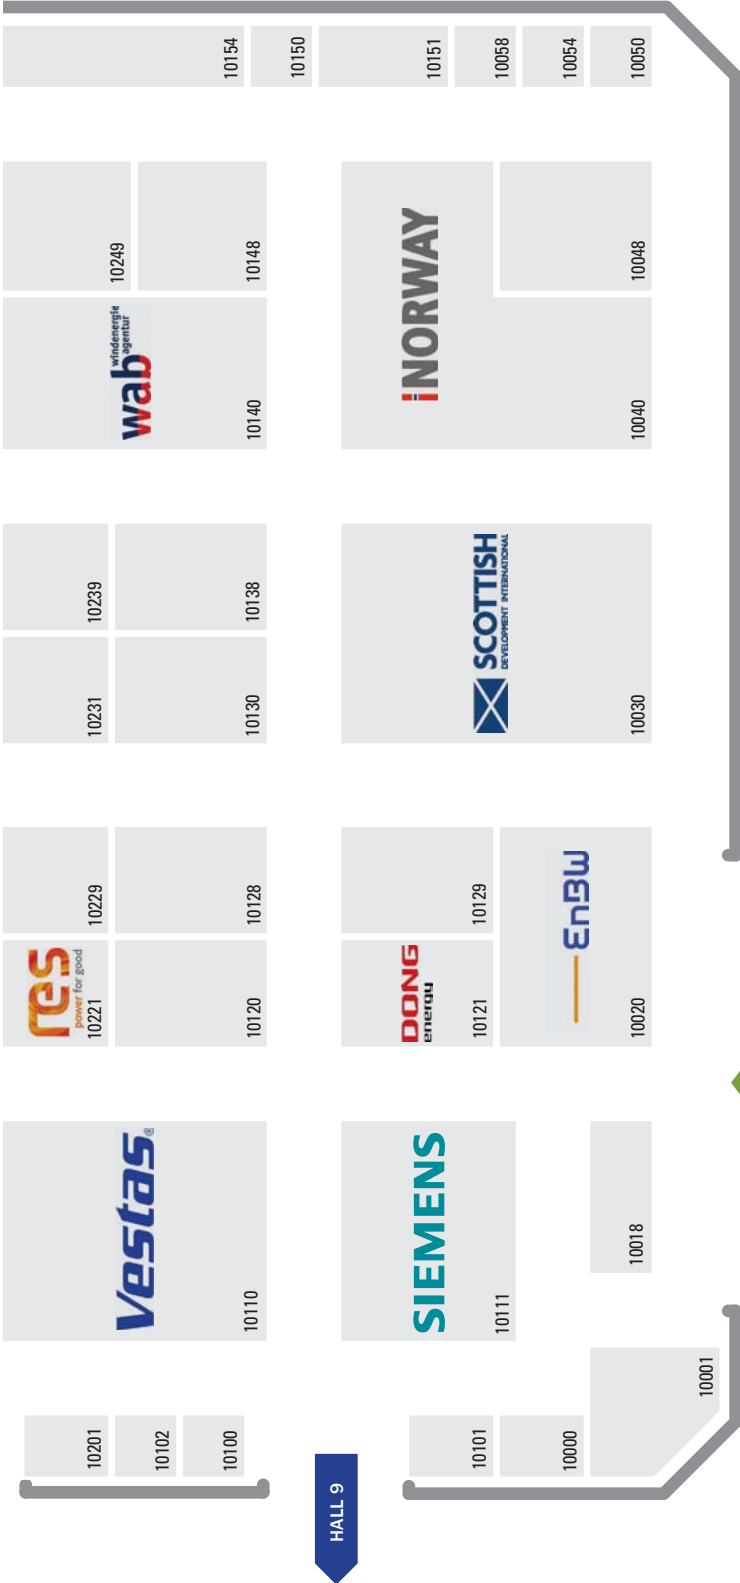 10154
10150
10151
10058
10054
10050
10249
10148
10048
wab
windenergie
agentur
10140
iNORWAY
10040
10239
10138
SCOTTISH
DEVELOPMENT INTERNATIONAL
10231
10130
10030
10229
10128
10129
EnBW
res
power for good
10221
10120
DONG
energy
10121
10020
Vestas®
10110
SIEMENS
10111
10018
10001
10201
10102
10100
10101
10000
HALL 9